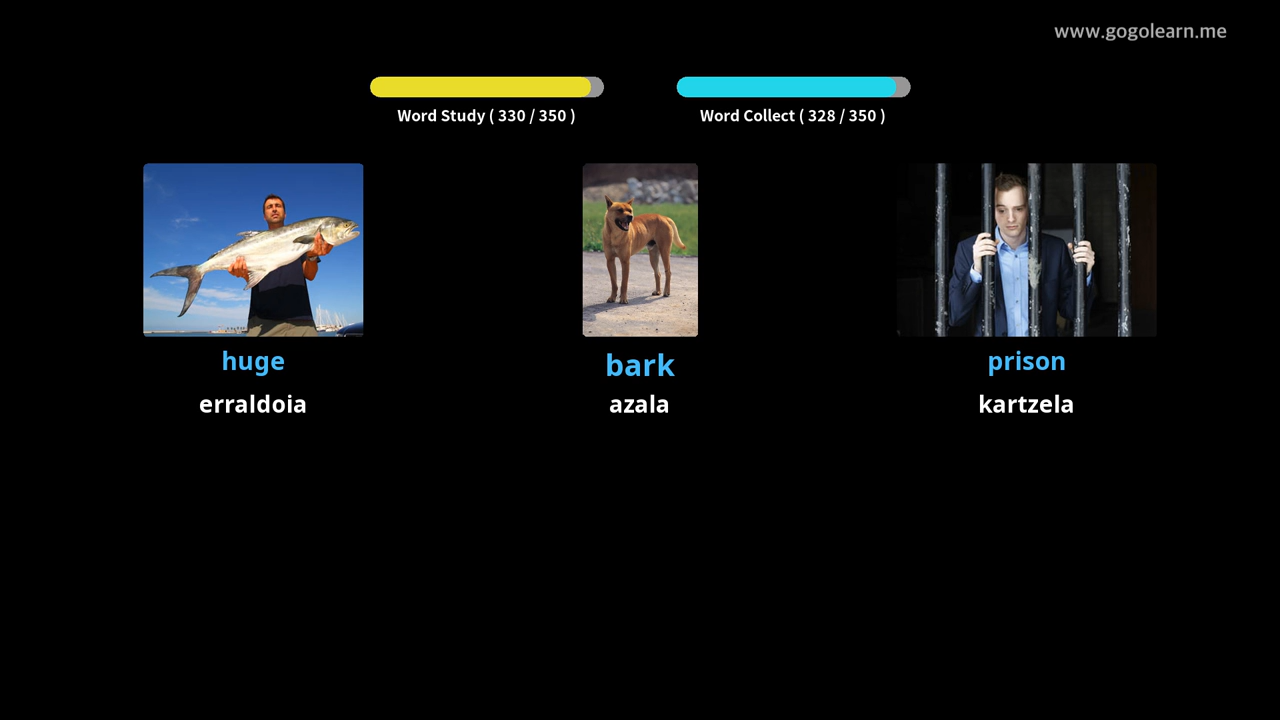 www.gogolearn.me
Word Study ( 330 / 350 )
Word Collect ( 328 / 350 )
huge
bark
prison
erraldoia
azala
kartzela